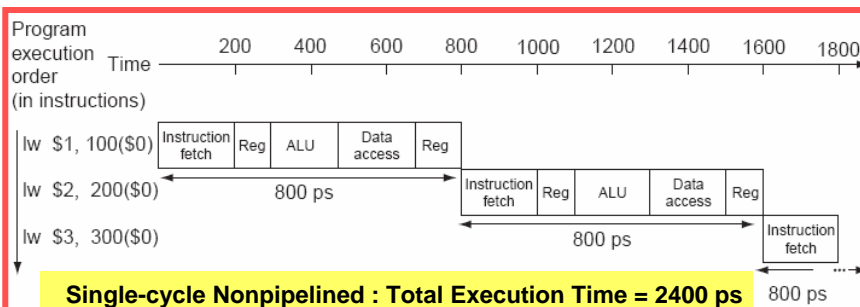 Program
execution
order
(in instructions)
Time
200 400 600 800 1000 1200 1400 1600 1800
lw $1, 100($0)
Instruction
fetch
Reg
ALU
Data
access
Reg
lw $2, 200($0)
800 ps
Instruction
fetch
Reg
ALU
Data
access
Reg
lw $3, 300($0)
800 ps
Instruction
fetch
...
800 ps
Single-cycle Nonpipelined : Total Execution Time = 2400 ps